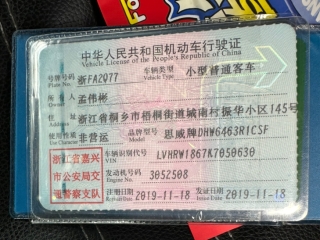 中华人民共和国机动车行驶证
Vehicle License of the People's Republic of China
号牌号码 浙FA2Q77 车辆类型 小型普通客车
Plate No. Vehicle Type
所有人 孟伟彬
Owner
住址 浙江省桐乡市梧桐街道城南村振华小区145号
使用性质 非营运 品牌型号 思威牌DHW6463R1CSF
浙江省嘉兴市公安局交通警察支队
车辆识别代号 LVHRW1867K7050630
VIN
发动机号码 3052508
Engine No.
注册日期 2019-11-18 发证日期 2019-11-18